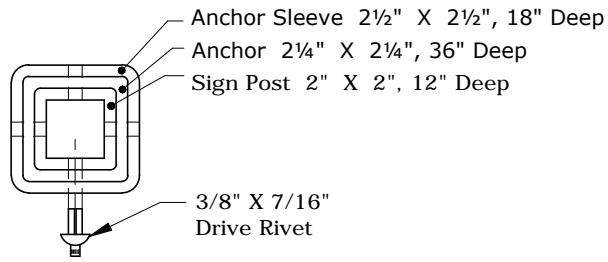 Anchor Sleeve 2½" X 2½", 18" Deep
Anchor 2¼" X 2¼", 36" Deep
Sign Post 2" X 2", 12" Deep
3/8" X 7/16"
Drive Rivet